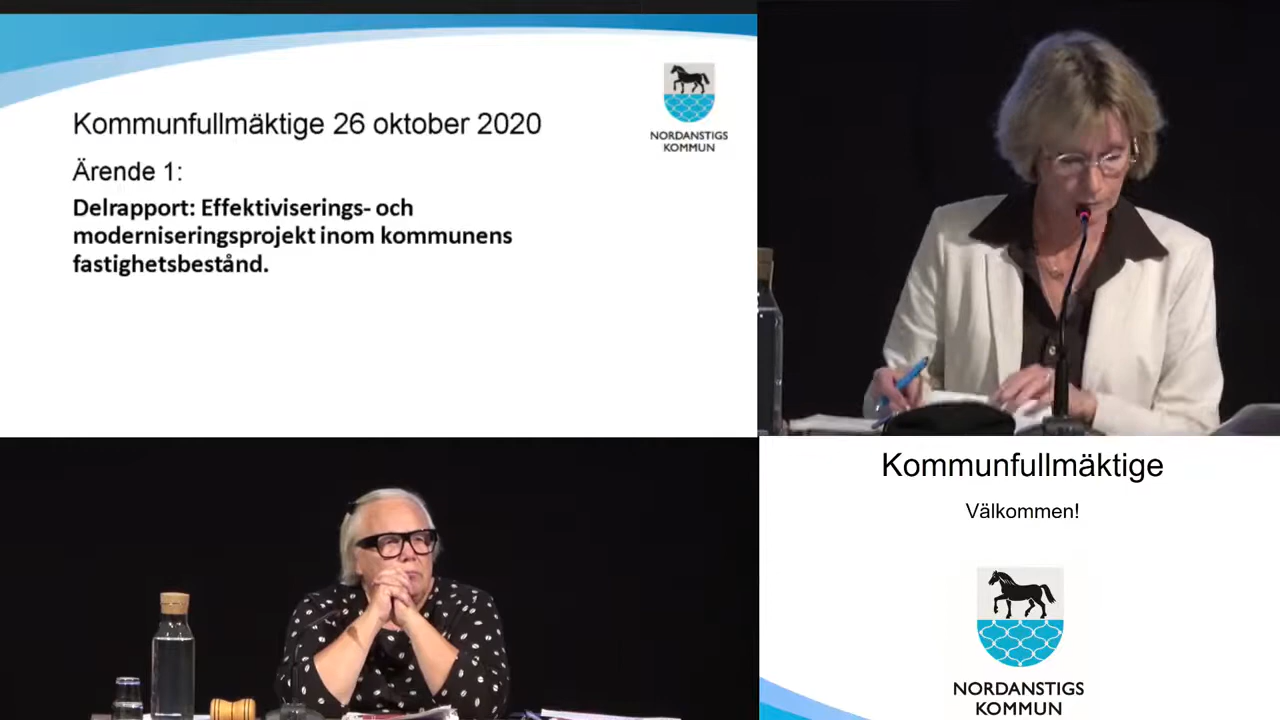 Kommunfullmäktige 26 oktober 2020
Ärende 1:
Delrapport: Effektiviserings- och
moderniseringsprojekt inom kommunens
fastighetsbestånd.
NORDANSTIGS
KOMMUN
Kommunfullmäktige
Välkommen!
NORDANSTIGS
KOMMUN